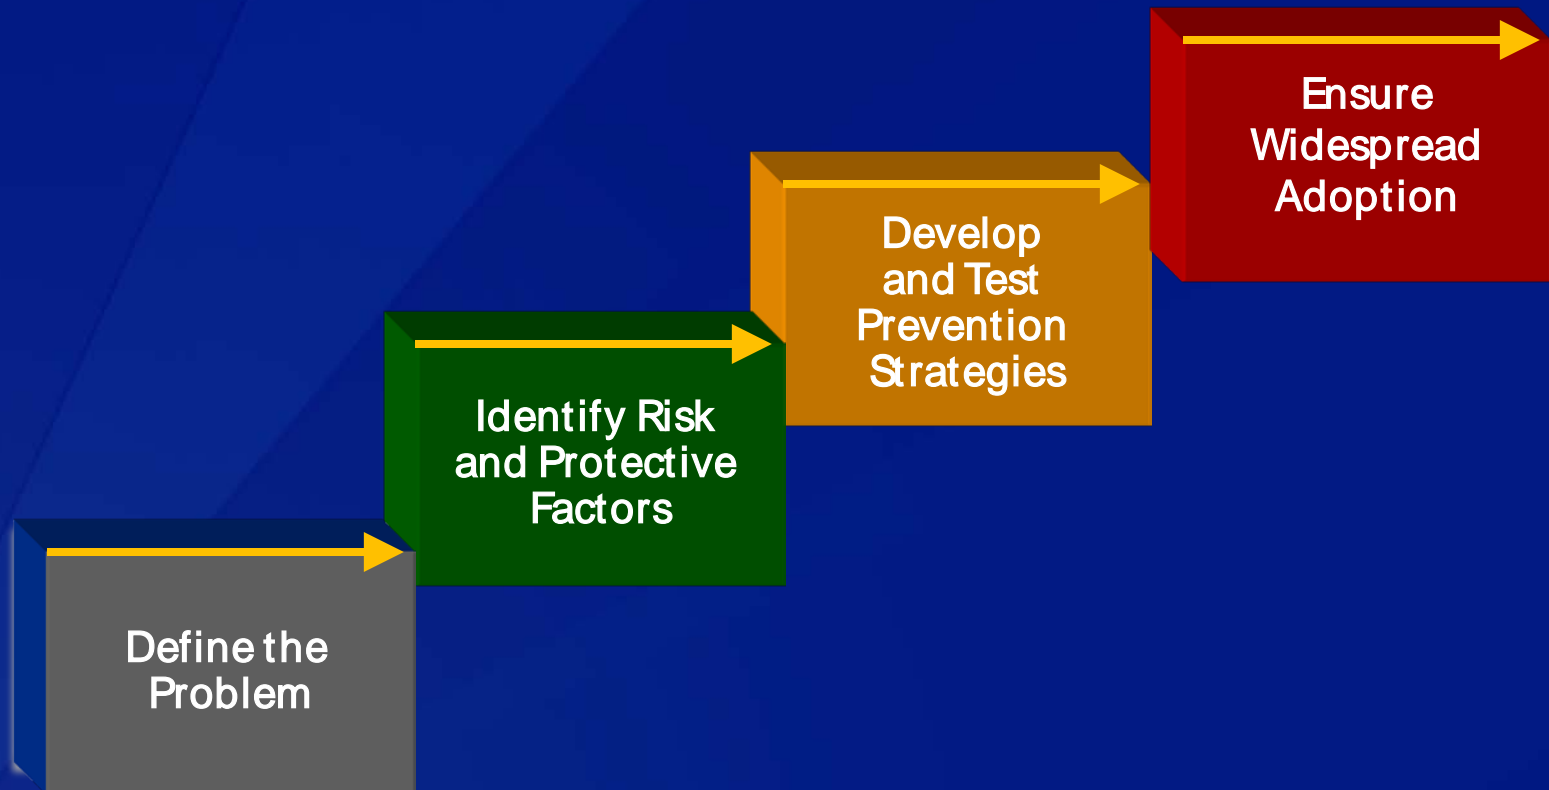 Define the
Problem
Identify Risk
and Protective
Factors
Develop
and Test
Prevention
Strategies
Ensure
Widespread
Adoption